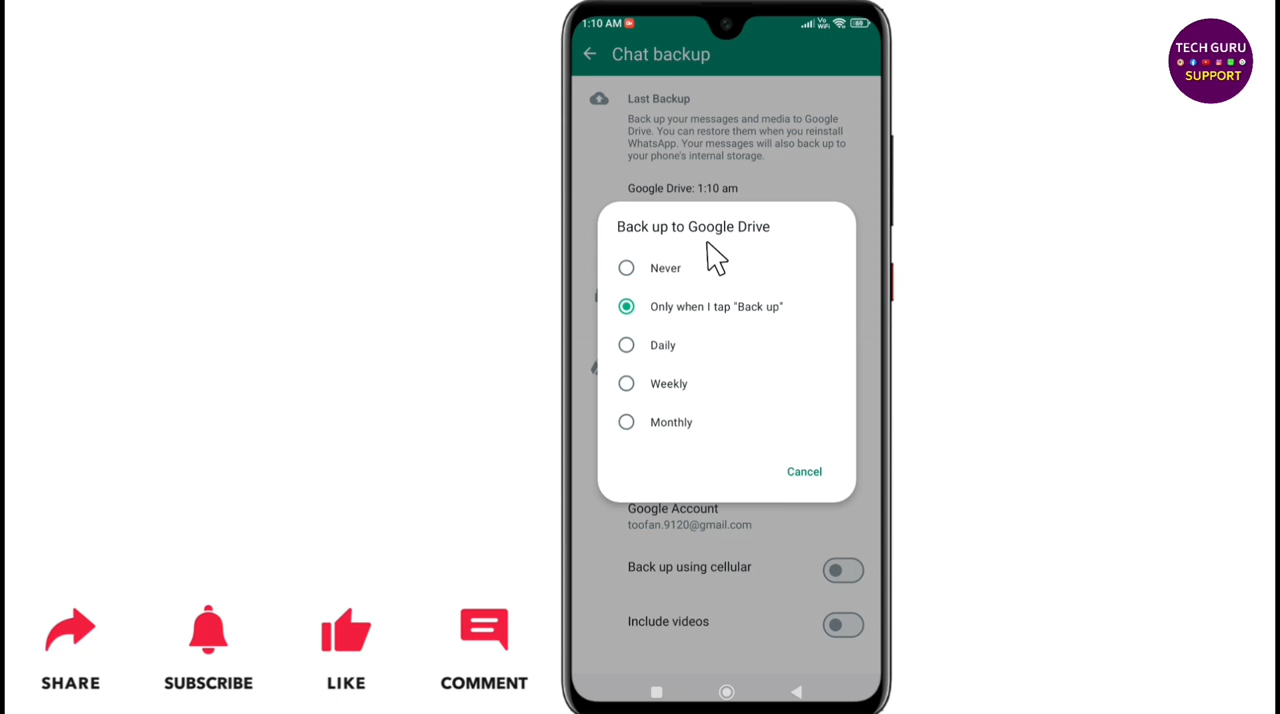 1:10 AM
Vo
WiFi
69
Chat backup
TECH GURU
SUPPORT
Last Backup
Back up your messages and media to Google
Drive. You can restore them when you reinstall
WhatsApp. Your messages will also back up to
your phone's internal storage.
Google Drive: 1:10 am
Back up to Google Drive
Never
Only when I tap "Back up"
Daily
Weekly
Monthly
Cancel
Google Account
toofan.9120@gmail.com
Back up using cellular
Include videos
SHARE
SUBSCRIBE
LIKE
COMMENT